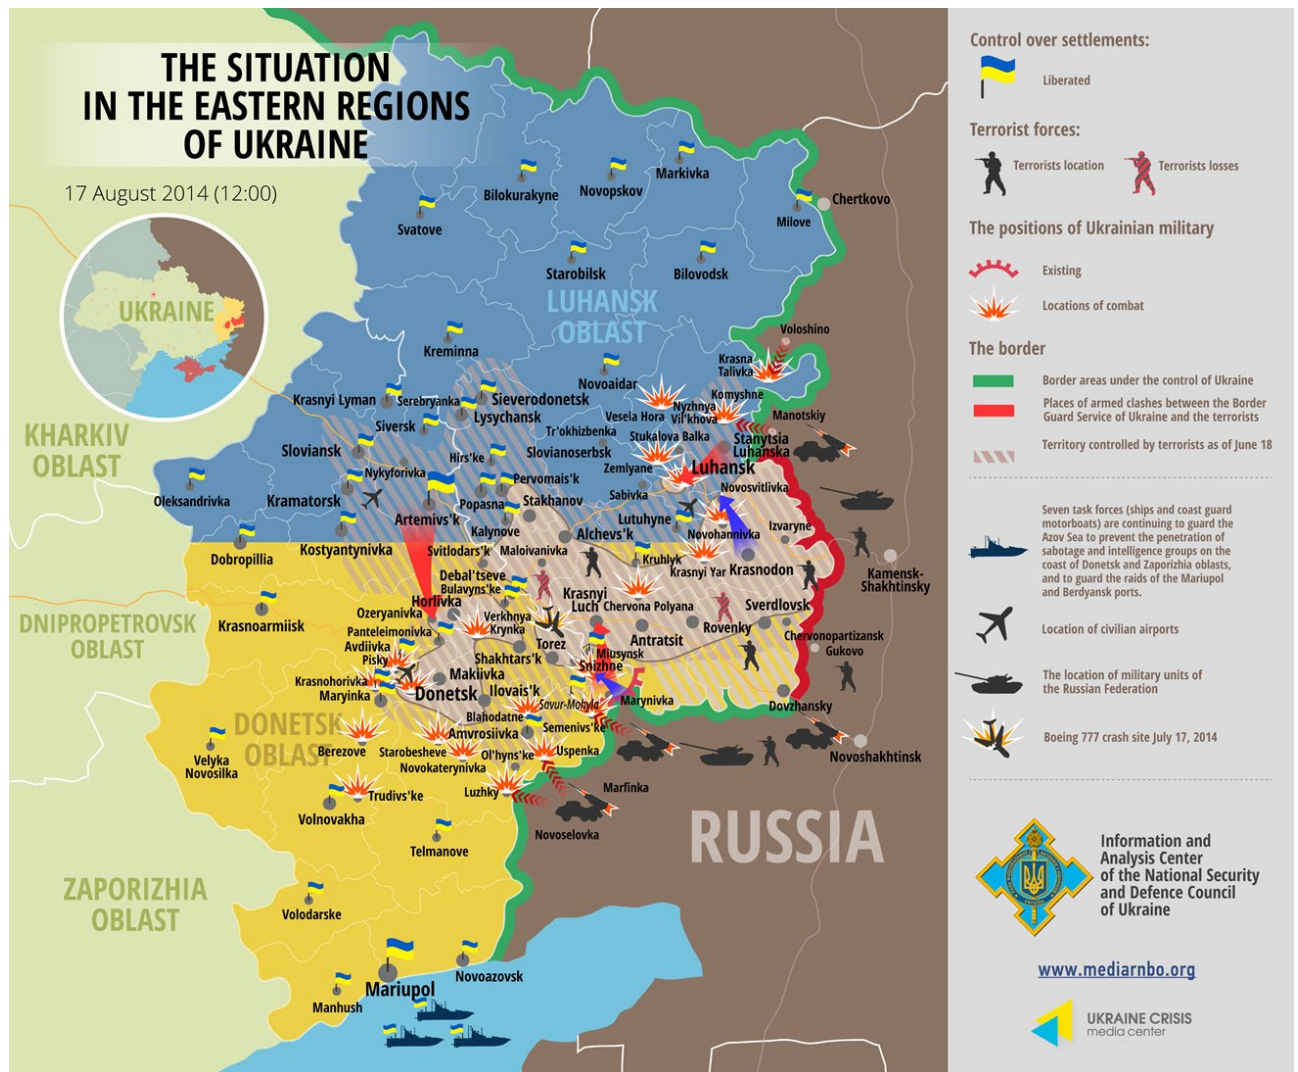 THE SITUATION
IN THE EASTERN REGIONS
OF UKRAINE
17 August 2014 (12:00)
UKRAINE
KHARKIV
OBLAST
DNIPROPETROVSK
OBLAST
ZAPORIZHIA
OBLAST
LUHANSK
OBLAST
DONETSK
OBLAST
RUSSIA
Markivka
Bilokurakyne
Novopskov
Chertkovo
Milove
Svatove
Starobilsk
Bilovodsk
Voloshino
Kreminna
Krasna
Talivka
Novoaidar
Krasnyi Lyman
Serebryanka
Sieverodonetsk
Komyshne
Lysychansk
Vesela Hora
Nyzhnya
Vil'khova
Manotskiy
Siversk
Tr'okhizbenka
Stukalova Balka
Stanytsia
Luhanska
Sloviansk
Hirs'ke
Slovianoserbsk
Zemlyane
Luhansk
Nykyforivka
Pervomais'k
Novosvitlivka
Oleksandrivka
Kramatorsk
Popasna
Stakhanov
Sabivka
Artemivs'k
Kalynove
Alchevs'k
Lutuhyne
Izvaryne
Novohannivka
Kostyantynivka
Svitlodars'k
Maloivanivka
Dobropillia
Kruhlyk
Krasnyi Yar
Krasnodon
Kamensk-
Shakhtinsky
Debal'tseve
Bulavyns'ke
Horlivka
Krasnyi
Luch
Chervona Polyana
Sverdlovsk
Krasnoarmiisk
Ozeryanivka
Verkhnya
Krynka
Rovenky
Panteleimonivka
Torez
Antratsit
Chervonopartizansk
Avdiivka
Gukovo
Pisky
Shakhtars'k
Miusynsk
Snizhne
Krasnohorivka
Makiivka
Maryinka
Donetsk
Ilovais'k
Savur-Mohyla
Marynivka
Dovzhansky
Blahodatne
Amvrosiivka
Semenivs'ke
Berezove
Starobesheve
Ol'hyns'ke
Uspenka
Novoshakhtinsk
Velyka
Novosilka
Novokaterynivka
Luzhky
Marfinka
Trudivs'ke
Volnovakha
Novoselovka
Telmanove
Volodarske
Novoazovsk
Mariupol
Manhush
Control over settlements:
Liberated
Terrorist forces:
Terrorists location
Terrorists losses
The positions of Ukrainian military
Existing
Locations of combat
The border
Border areas under the control of Ukraine
Places of armed clashes between the Border
Guard Service of Ukraine and the terrorists
Territory controlled by terrorists as of June 18
Seven task forces (ships and coast guard
motorboats) are continuing to guard the
Azov Sea to prevent the penetration of
sabotage and intelligence groups on the
coast of Donetsk and Zaporizhia oblasts,
and to guard the raids of the Mariupol
and Berdyansk ports.
Location of civilian airports
The location of military units of
the Russian Federation
Boeing 777 crash site July 17, 2014
Information and
Analysis Center
of the National Security
and Defence Council
of Ukraine
www.mediarnbo.org
UKRAINE CRISIS
media center